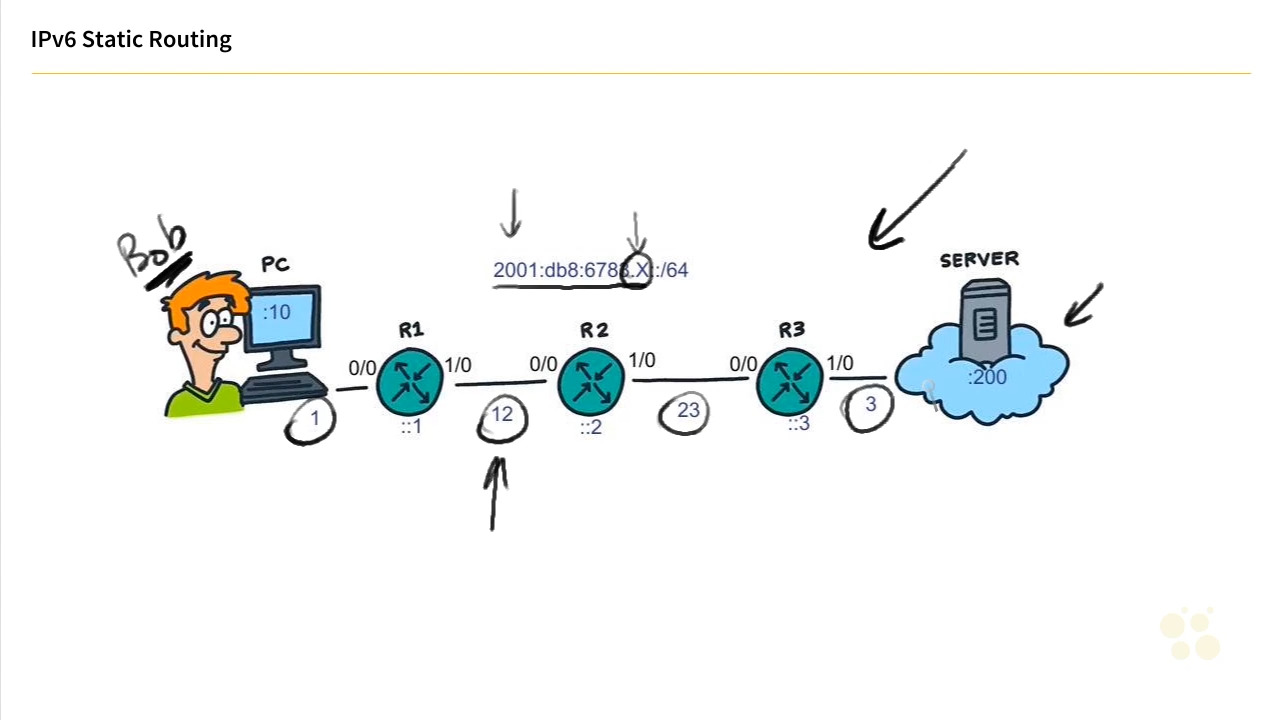 IPv6 Static Routing
Bob
PC
SERVER
2001:db8:6783:X::/64
:10
R1
R2
R3
0/0
1/0
0/0
1/0
0/0
1/0
:200
1
12
23
3
::1
::2
::3